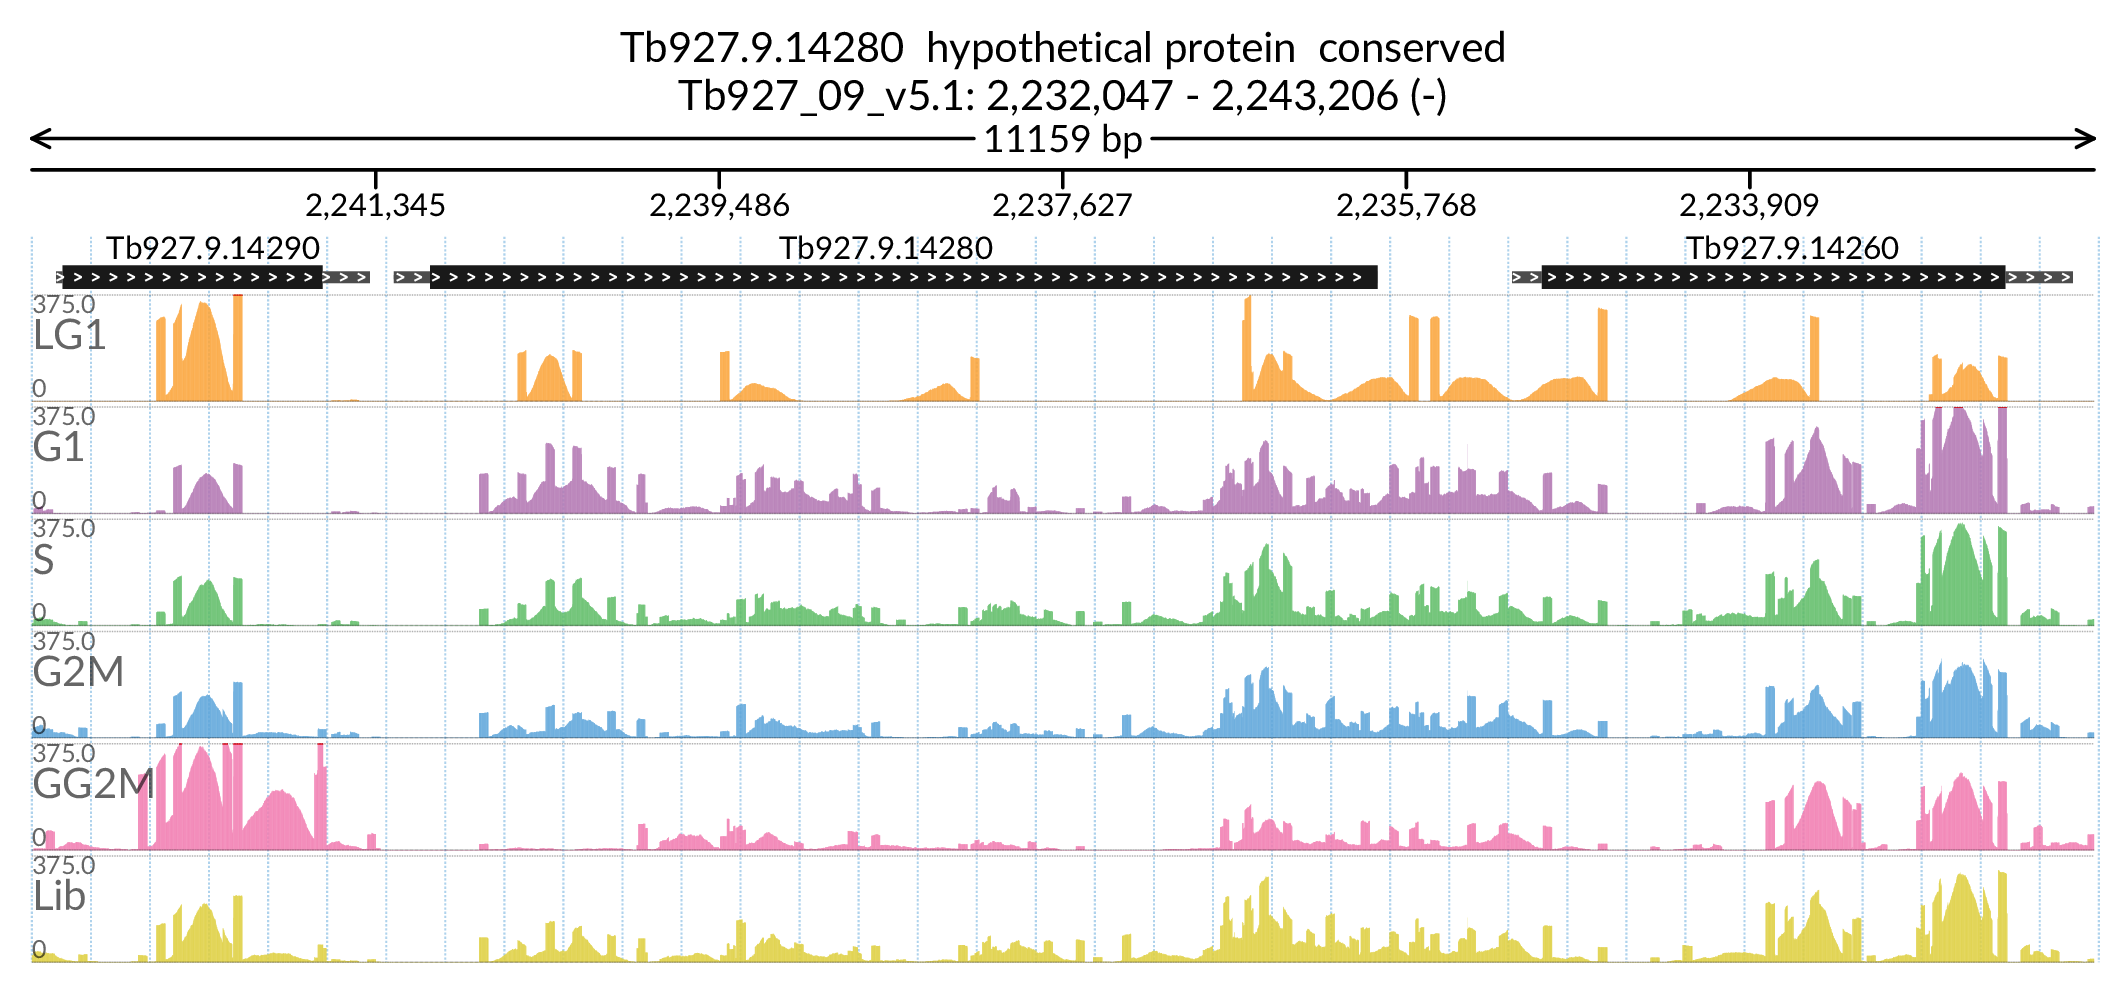 Tb927.9.14280  hypothetical protein  conserved
Tb927_09_v5.1: 2,232,047 - 2,243,206 (-)
11159 bp
2,241,345 2,239,486 2,237,627 2,235,768 2,233,909
Tb927.9.14290 Tb927.9.14280 Tb927.9.14260
375.0
LG1
0
375.0
G1
0
375.0
S
0
375.0
G2M
0
375.0
GG2M
0
375.0
Lib
0